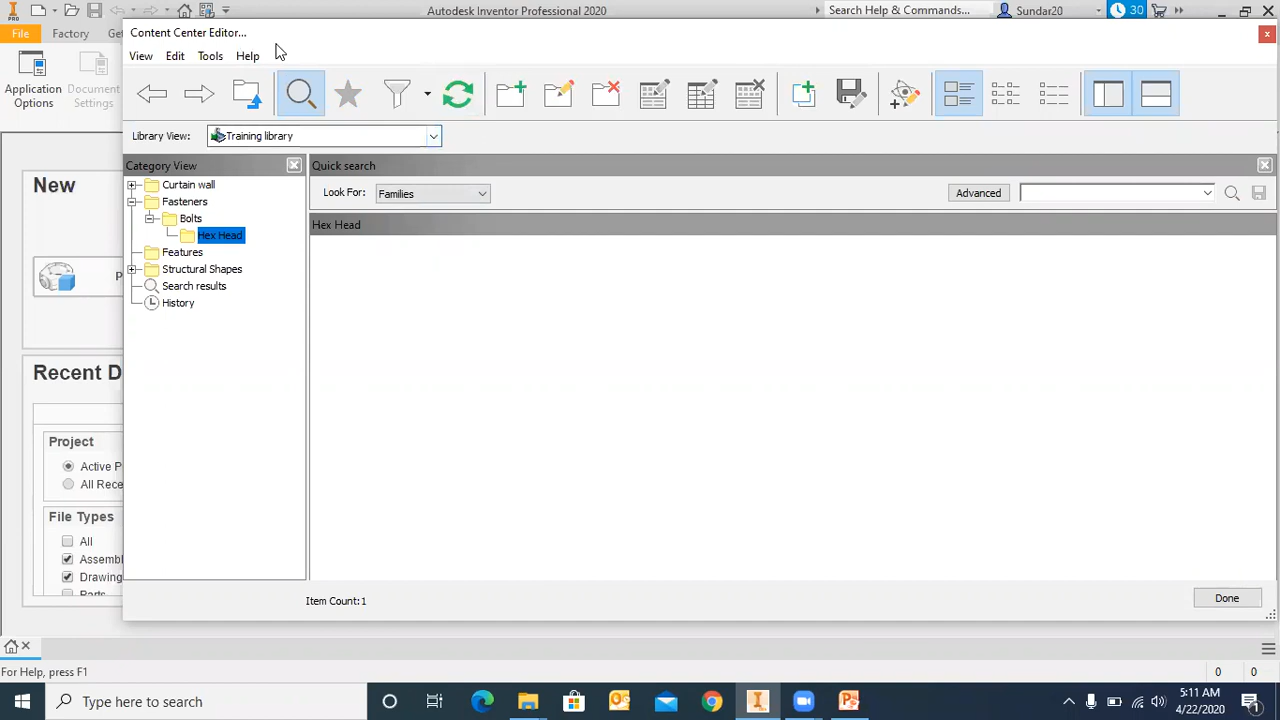 Autodesk Inventor Professional 2020
Search Help & Commands...
Sundar20
30
File
Factory
Get
Application
Options
Document
Settings
Content Center Editor...
View Edit Tools Help
Library View: Training library
Category View
Curtain wall
Fasteners
Bolts
Hex Head
Features
Structural Shapes
Search results
History
Quick search
Look For: Families
Advanced
Hex Head
Item Count:1
Done
New
P
Recent D
Project
Active P
All Rece
File Types
All
Assembl
Drawing
Parts
For Help, press F1
0 0
Type here to search
5:11 AM
4/22/2020
1